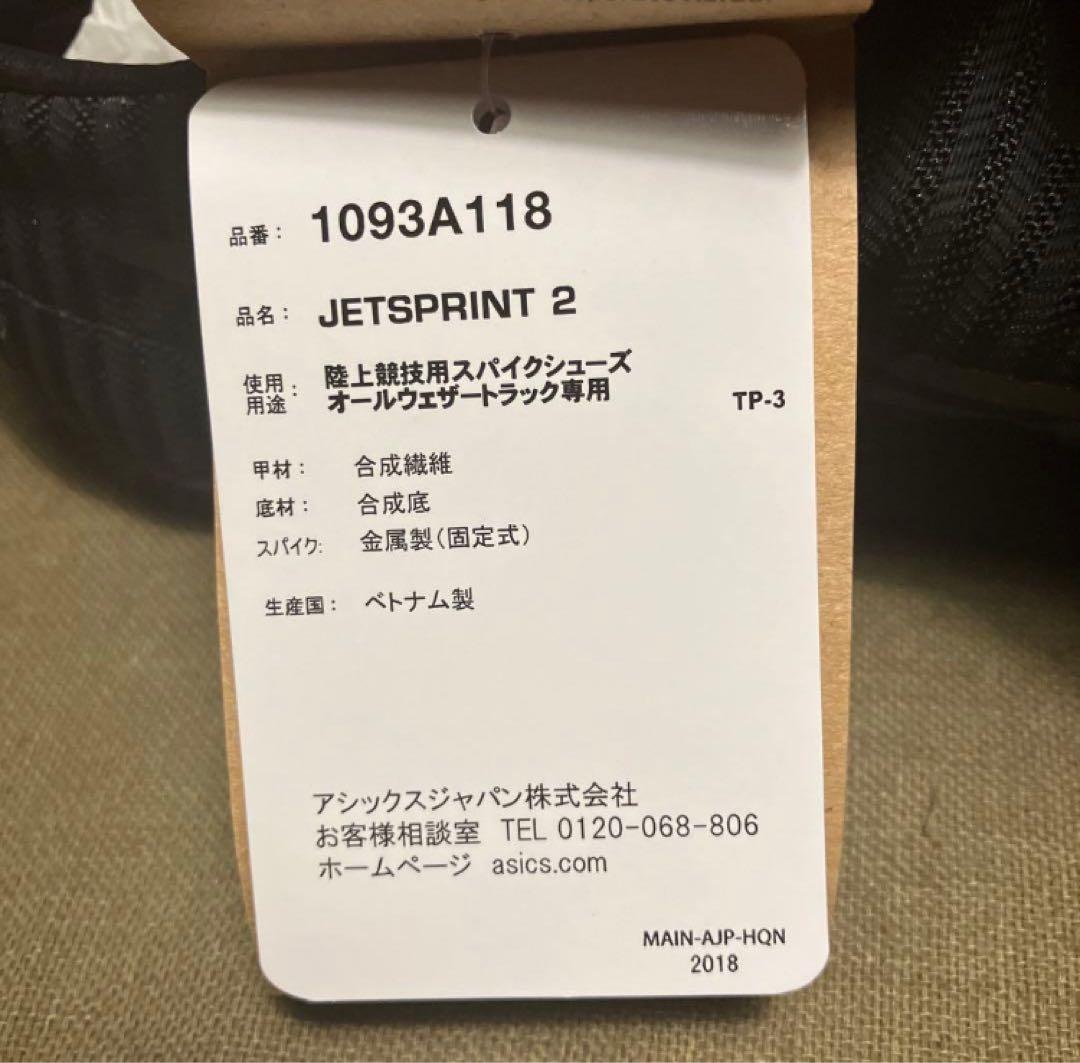 品番： 1093A118
品名： JETSPRINT 2
使用用途： 陸上競技用スパイクシューズ
オールウェザートラック専用
TP-3
甲材： 合成繊維
底材： 合成底
スパイク: 金属製(固定式)
生産国： ベトナム製
アシックスジャパン株式会社
お客様相談室 TEL 0120-068-806
ホームページ asics.com
MAIN-AJP-HQN
2018